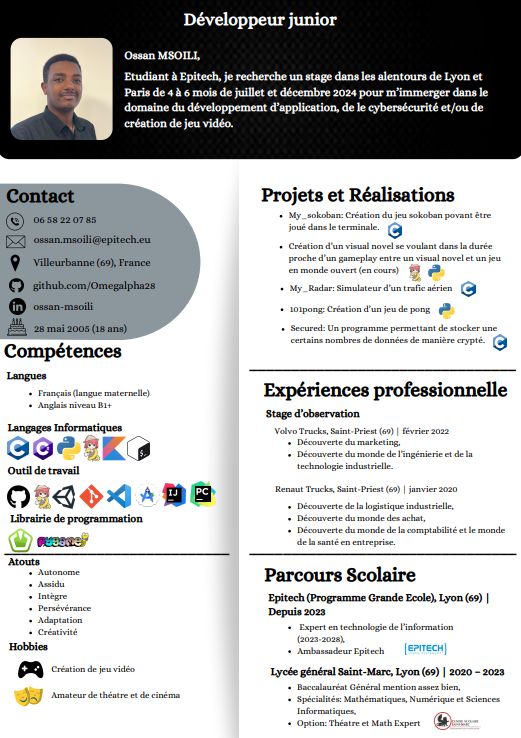 Développeur junior
Ossan MSOILI,
Etudiant à Epitech, je recherche un stage dans les alentours de Lyon et
Paris de 4 à 6 mois de juillet et décembre 2024 pour m'immerger dans le
domaine du développement d'application, de le cybersécurité et/ou de
création de jeu vidéo.
Contact
06 58 22 07 85
ossan.msoili@epitech.eu
Villeurbanne (69), France
github.com/Omegalpha28
ossan-msoili
28 mai 2005 (18 ans)
Compétences
Langues
Français (langue maternelle)
Anglais niveau B1+
Langages Informatiques
Outil de travail
Librairie de programmation
pygame
Atouts
Autonome
Assidu
Intègre
Persévérance
Adaptation
Créativité
Hobbies
Création de jeu vidéo
Amateur de théatre et de cinéma
Projets et Réalisations
My_sokoban: Création du jeu sokoban povant être
joué dans le terminale.
Création d'un visual novel se voulant dans la durée
proche d'un gameplay entre un visual novel et un jeu
en monde ouvert (en cours)
My_Radar: Simulateur d'un trafic aérien
101pong: Création d'un jeu de pong
Secured: Un programme permettant de stocker une
certains nombres de données de manière crypté.
Expériences professionnelle
Stage d'observation
Volvo Trucks, Saint-Priest (69) | février 2022
Découverte du marketing,
Découverte du monde de l'ingénierie et de la
technologie industrielle.
Renaut Trucks, Saint-Priest (69) | janvier 2020
Découverte de la logistique industrielle,
Découverte du monde des achat,
Découverte du monde de la comptabilité et le monde
de la santé en entreprise.
Parcours Scolaire
Epitech (Programme Grande Ecole), Lyon (69) |
Depuis 2023
Expert en technologie de l'information
(2023-2028),
Ambassadeur Epitech
{EPITECH}
Lycée général Saint-Marc, Lyon (69) | 2020 – 2023
Baccalauréat Général mention assez bien,
Spécialités: Mathématiques, Numérique et Sciences
Informatiques,
Option: Théatre et Math Expert